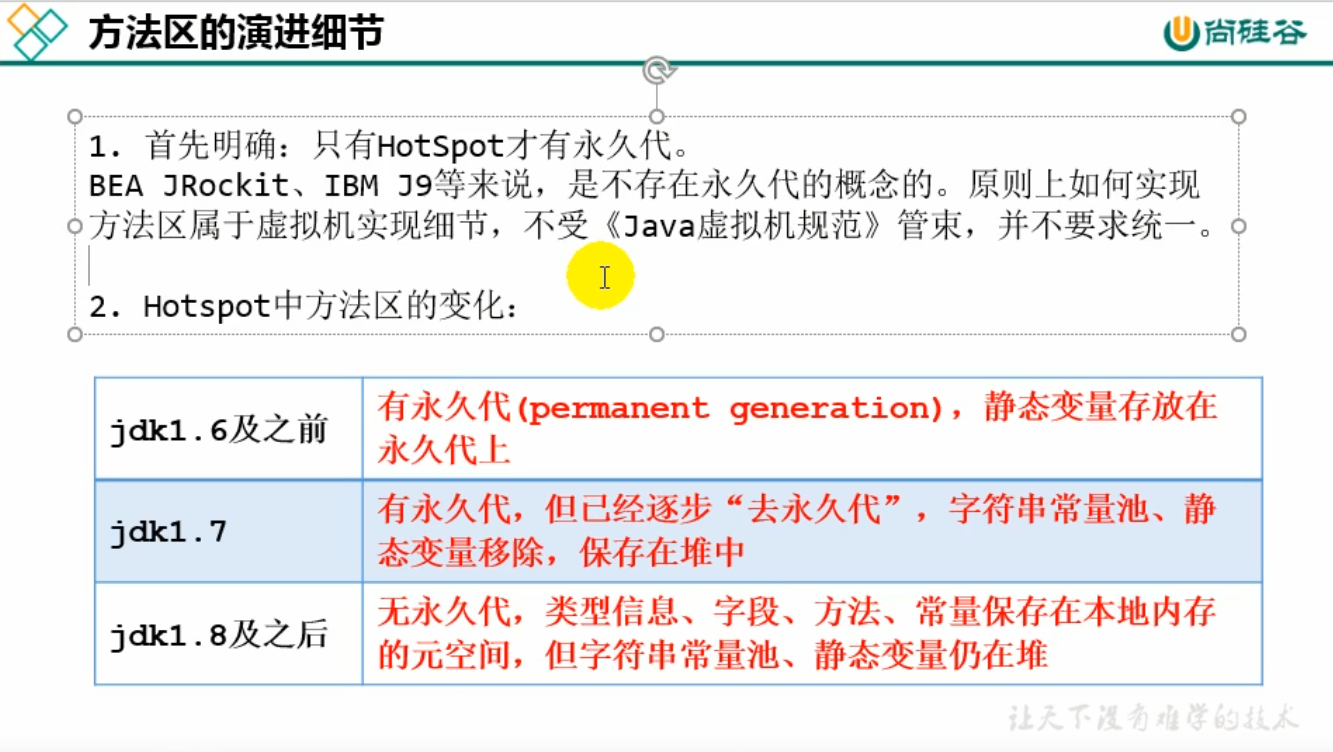 方法区的演进细节
尚硅谷
1. 首先明确：只有HotSpot才有永久代。
BEA JRockit、IBM J9等来说，是不存在永久代的概念的。原则上如何实现
方法区属于虚拟机实现细节，不受《Java虚拟机规范》管束，并不要求统一。
2. Hotspot中方法区的变化：
jdk1.6及之前
有永久代(permanent generation)，静态变量存放在
永久代上
jdk1.7
有永久代，但已经逐步“去永久代”，字符串常量池、静
态变量移除，保存在堆中
jdk1.8及之后
无永久代，类型信息、字段、方法、常量保存在本地内存
的元空间，但字符串常量池、静态变量仍在堆
让天下没有难学的技术